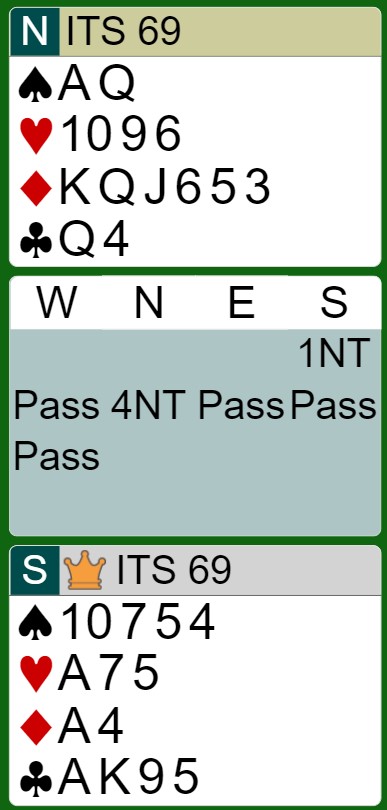 N ITS 69
♠AQ
♥1096
♦KQJ653
♣Q4
W N E S
1NT
Pass 4NT Pass Pass
Pass
S ITS 69
♠10754
♥A75
♦A4
♣AK95